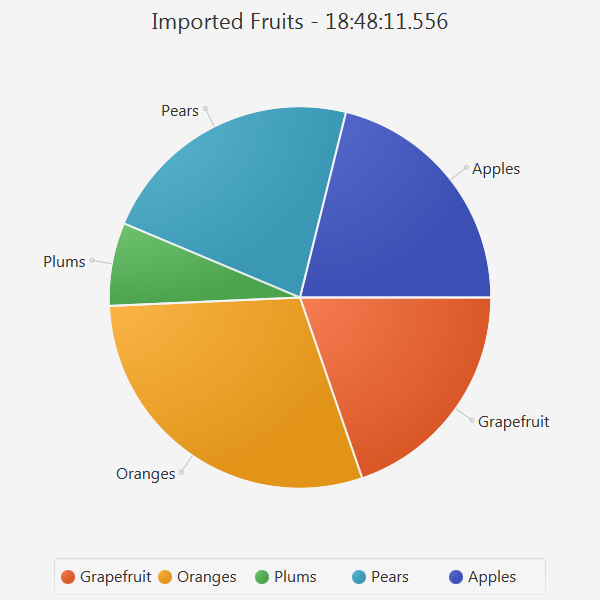 Imported Fruits - 18:48:11.556
Pears
Apples
Plums
Grapefruit
Oranges
Grapefruit Oranges Plums Pears Apples